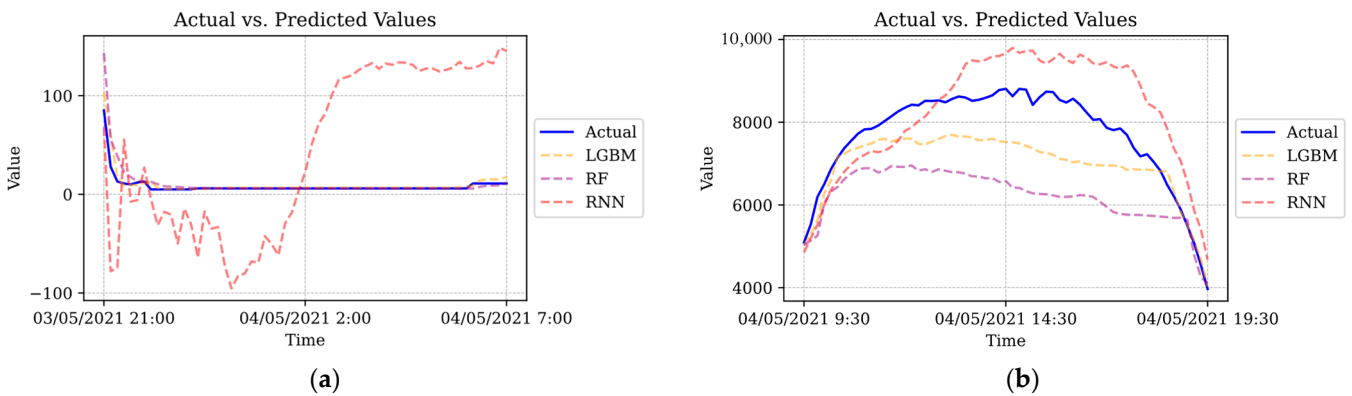 Actual vs. Predicted Values
Value
100
0
−100
03/05/2021 21:00
04/05/2021 2:00
04/05/2021 7:00
Time
Actual
LGBM
RF
RNN
(a)
Actual vs. Predicted Values
Value
10,000
8000
6000
4000
04/05/2021 9:30
04/05/2021 14:30
04/05/2021 19:30
Time
Actual
LGBM
RF
RNN
(b)